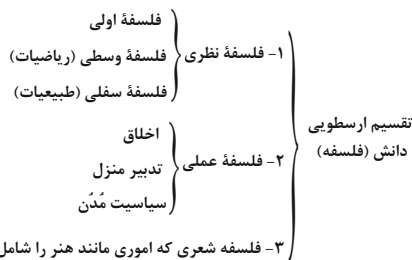 تقسیم ارسطویی
دانش (فلسفه)
۱- فلسفهٔ نظری
فلسفهٔ اولی
فلسفهٔ وسطی (ریاضیات)
فلسفهٔ سفلی (طبیعیات)
۲- فلسفهٔ عملی
اخلاق
تدبیر منزل
سیاسیت مُدُن
۳- فلسفه شعری که اموری مانند هنر را شامل